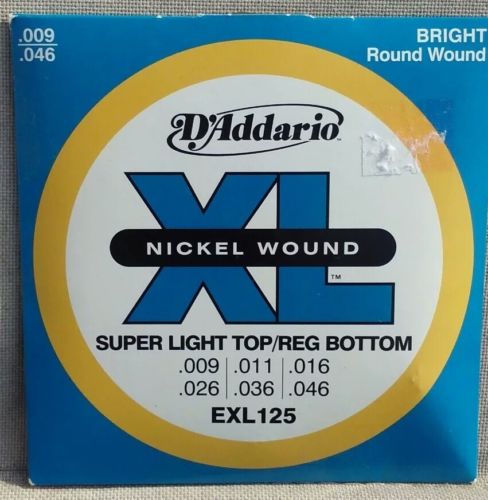 .009
.046
BRIGHT
Round Wound
D'Addario
XL
NICKEL WOUND
TM
SUPER LIGHT TOP/REG BOTTOM
.009 | .011 | .016
.026 | .036 | .046
EXL125